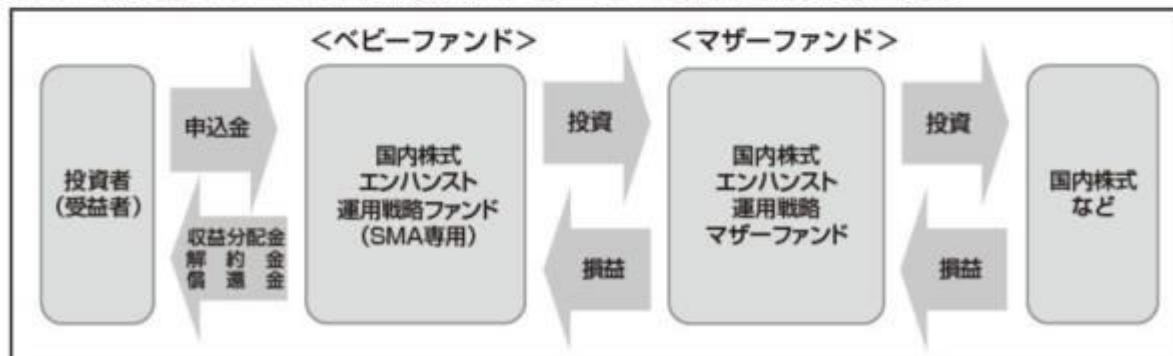 <ベビーファンド>
<マザーファンド>
投資者
(受益者)
申込金
収益分配金
解約金
償還金
国内株式
エンハンスト
運用戦略ファンド
(SMA専用)
投資
損益
国内株式
エンハンスト
運用戦略
マザーファンド
投資
損益
国内株式
など